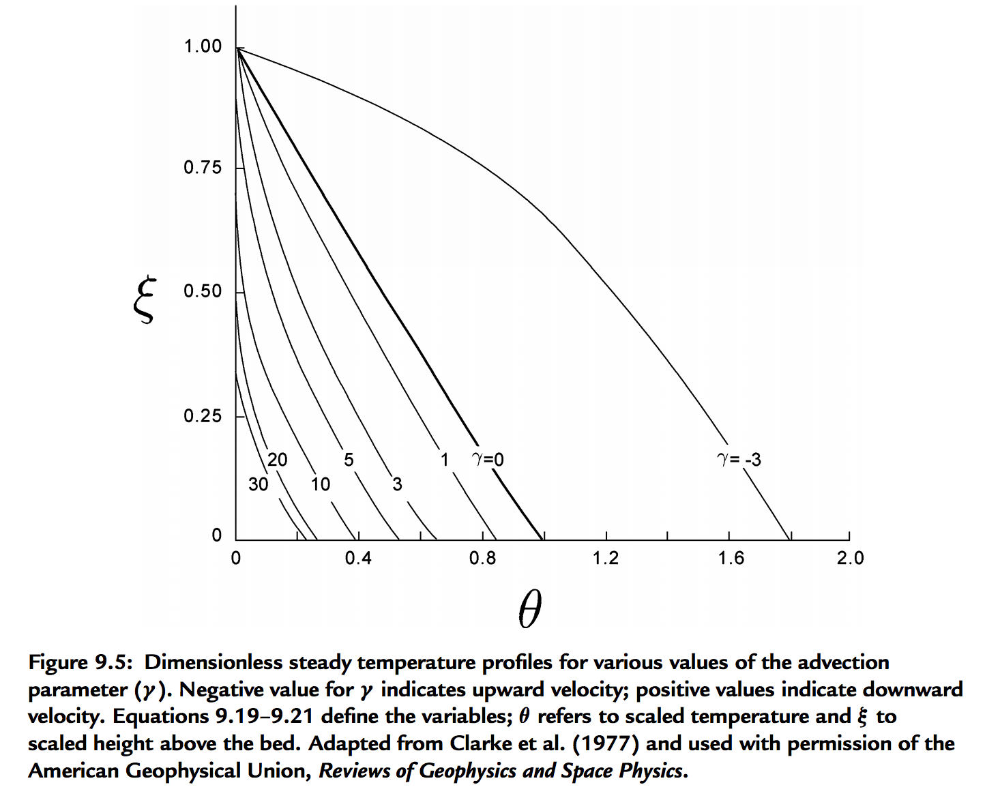 1.00
0.75
ξ
0.50
0.25
20
5
1
γ=0
γ= -3
30
10
3
0
0
0.4
0.8
1.2
1.6
2.0
θ
Figure 9.5: Dimensionless steady temperature profiles for various values of the advection
parameter (γ). Negative value for γ indicates upward velocity; positive values indicate downward
velocity. Equations 9.19–9.21 define the variables; θ refers to scaled temperature and ξ to
scaled height above the bed. Adapted from Clarke et al. (1977) and used with permission of the
American Geophysical Union, Reviews of Geophysics and Space Physics.